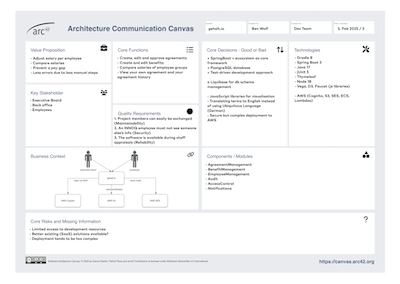 arc42
Architecture Communication Canvas
gehalt.is
Ben Wolf
Dev Team
5. Feb 2025 / 3
Value Proposition
- Adjust salary per employee
- Compare salaries
- Prevent a pay gap
- Less errors due to less manual steps
Key Stakeholder
- Executive Board
- Back office
- Employees
Core Functions
- Create, edit and approve agreements
- Create and edit benefits
- Compare salaries of employee groups
- View your own agreement and your
agreement history
Quality Requirements
1. Project members can easily be exchanged
(Maintainability)
2. An INNOQ employee must not see someone
else's info (Security)
3. The software is available during staff
appraisals (Reliability)
Core Decisions - Good or Bad
+ SpringBoot + ecosystem as core
framework
+ PostgreSQL database
+ Test-driven development approach
± Liquibase for db schema
management
- JavaScript libraries for visualisation
- Translating terms to English instead
of using Ubiquitous Language
(German)
- Secure but complex deployment to
AWS
Technologies
- Gradle 8
- Spring Boot 3
- Java 17
- JUnit 5
- Thymeleaf
- Node 18
- Vega, D3, Faucet (js libraries)
- AWS (Cognito, S3, SES, ECS,
Lambdas)
Business Context
Components / Modules
- AgreementManagement
- BenefitManagement
- EmployeeManagement
- Audit
- AccessControl
- Notifications
Core Risks and Missing Information
- Limited access to development resources
- Better existing (SaaS) solutions available?
- Deployment tends to be too complex
https://canvas.arc42.org